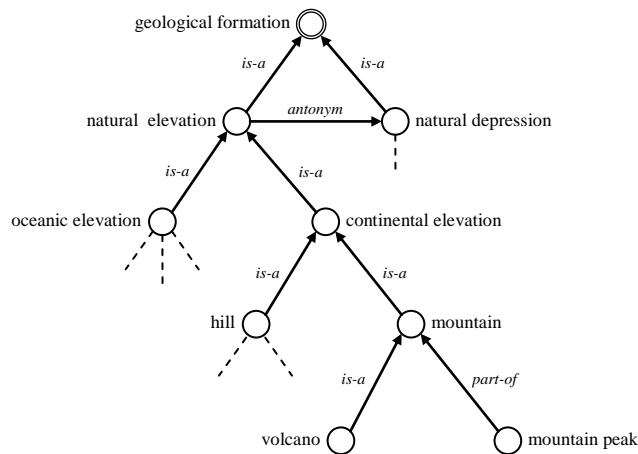 geological formation
is-a
is-a
natural elevation
antonym
natural depression
is-a
is-a
oceanic elevation
continental elevation
is-a
is-a
hill
mountain
is-a
part-of
volcano
mountain peak